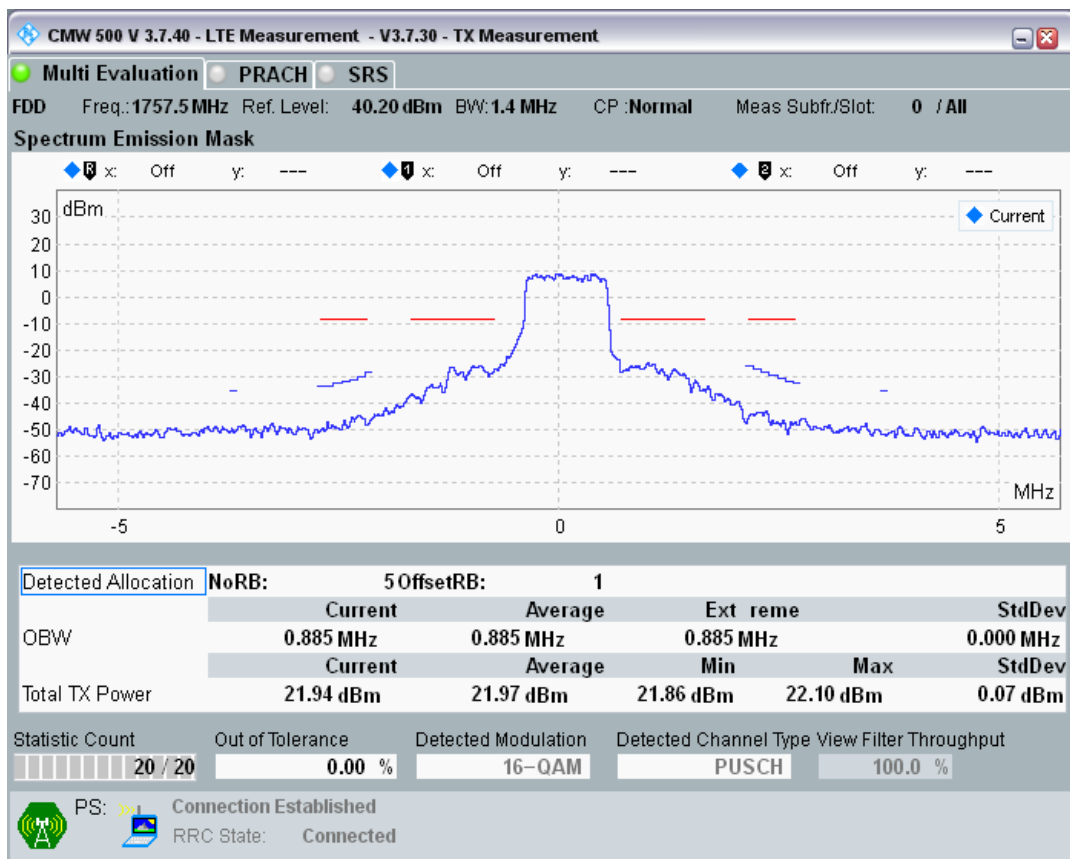 CMW 500 V 3.7.40 - LTE Measurement - V3.7.30 - TX Measurement
Multi Evaluation PRACH SRS
FDD Freq.: 1757.5 MHz Ref. Level: 40.20 dBm BW: 1.4 MHz CP :Normal Meas Subfr./Slot: 0 / All
Spectrum Emission Mask
R x: Off y: --- 1 x: Off y: --- 2 x: Off y: ---
dBm
Current
30
20
10
0
-10
-20
-30
-40
-50
-60
-70
MHz
-5 0 5
Detected Allocation NoRB: 5 OffsetRB: 1
Current Average Ext reme StdDev
OBW 0.885 MHz 0.885 MHz 0.885 MHz 0.000 MHz
Current Average Min Max StdDev
Total TX Power 21.94 dBm 21.97 dBm 21.86 dBm 22.10 dBm 0.07 dBm
Statistic Count Out of Tolerance Detected Modulation Detected Channel Type View Filter Throughput
20 / 20 0.00 % 16-QAM PUSCH 100.0 %
PS: Connection Established
RRC State: Connected